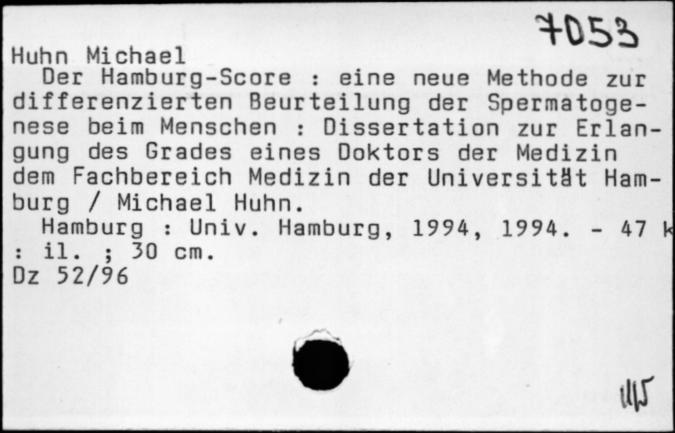 7053
Huhn Michael
Der Hamburg-Score : eine neue Methode zur
differenzierten Beurteilung der Spermatoge-
nese beim Menschen : Dissertation zur Erlan-
gung des Grades eines Doktors der Medizin
dem Fachbereich Medizin der Universität Ham-
burg / Michael Huhn.
Hamburg : Univ. Hamburg, 1994, 1994. - 47 k
: il. ; 30 cm.
Dz 52/96